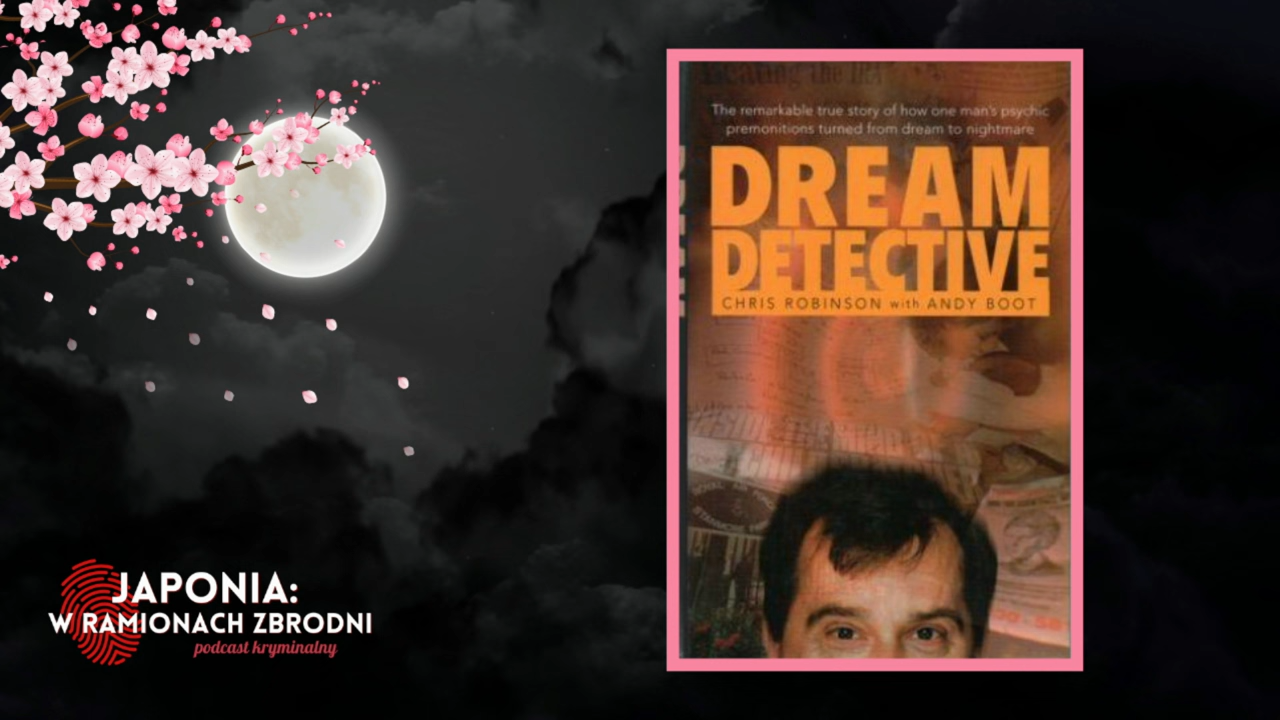 The remarkable true story of how one man's psychic
premonitions turned from dream to nightmare
DREAM
DETECTIVE
CHRIS ROBINSON with ANDY BOOT
JAPONIA:
W RAMIONACH ZBRODNI
podcast kryminalny